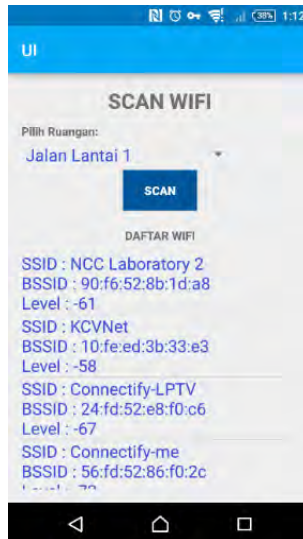 38% 1:12
UI
SCAN WIFI
Pilih Ruangan:
Jalan Lantai 1
SCAN
DAFTAR WIFI
SSID : NCC Laboratory 2
BSSID : 90:f6:52:8b:1d:a8
Level : -61
SSID : KCVNet
BSSID : 10:fe:ed:3b:33:e3
Level : -58
SSID : Connectify-LPTV
BSSID : 24:fd:52:e8:f0:c6
Level : -67
SSID : Connectify-me
BSSID : 56:fd:52:86:f0:2c